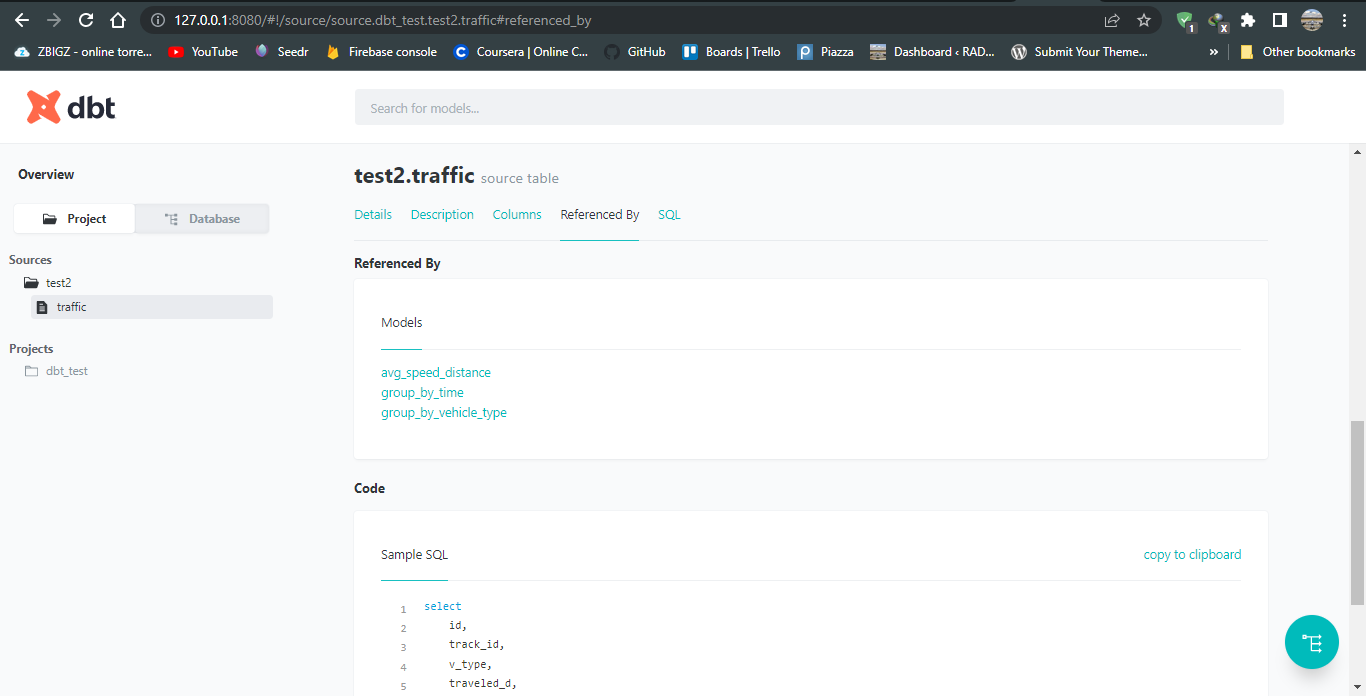 127.0.0.1:8080/#!/source/source.dbt_test.test2.traffic#referenced_by
1
X
ZBIGZ - online torre...
YouTube
Seedr
Firebase console
Coursera | Online C...
GitHub
Boards | Trello
Piazza
Dashboard ‹ RAD...
Submit Your Theme...
»
Other bookmarks
dbt
Search for models...
Overview
Project
Database
Sources
test2
traffic
Projects
dbt_test
test2.traffic source table
Details
Description
Columns
Referenced By
SQL
Referenced By
Models
avg_speed_distance
group_by_time
group_by_vehicle_type
Code
Sample SQL
copy to clipboard
1 select
2 id,
3 track_id,
4 v_type,
5 traveled_d,